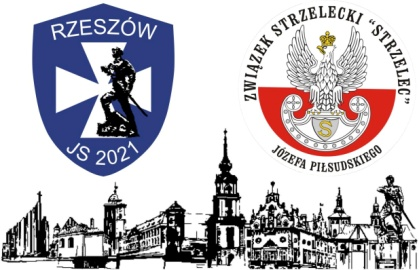 RZESZÓW
JS 2021
ZWIĄZEK STRZELECKI "STRZELEC"
S
JÓZEFA PIŁSUDSKIEGO